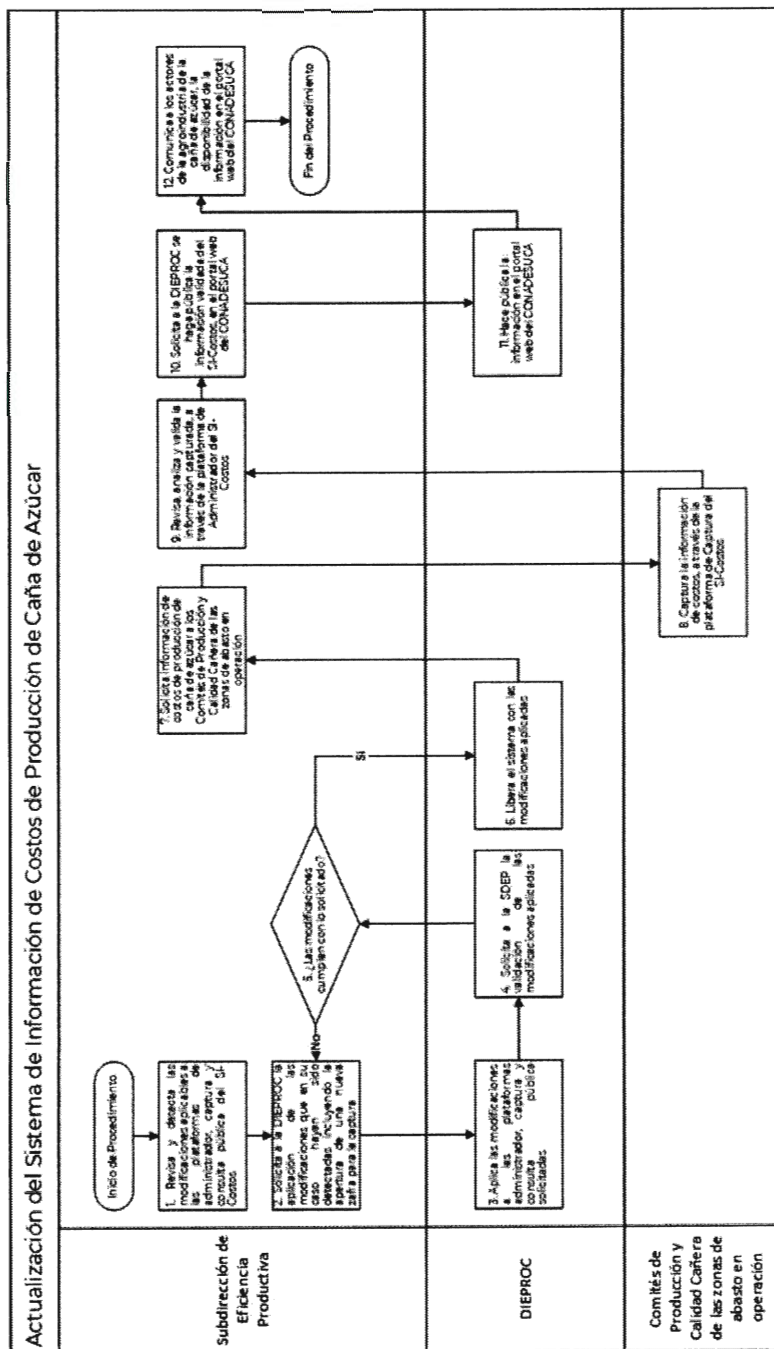 Actualización del Sistema de Información de Costos de Producción de Caña de Azúcar
Subdirección de
Eficiencia
Productiva
Inicio de Procedimiento
1. Revisa y detecta las
modificaciones aplicables a
las plataformas de
administrador, captura y
consulta pública del SI-
Costos
2. Solicita a la DIEPROC la
aplicación de las
modificaciones que en su
caso hayan sido
detectadas incluyendo la
apertura de una nueva
zafra para la captura
No
5. ¿Las modificaciones
cumplen con lo solicitado?
Sí
7. Solicita información de
costos de producción de
caña de azúcar a los
Comités de Producción y
Calidad Cañera de las
zonas de abasto en
operación
9. Revisa, analiza y valida la
información capturada, a
través de la plataforma de
Administrador del SI-
Costos
10. Solicita a la DIEPROC se
haga pública la
información validada del
SI-Costos, en el portal web
del CONADESUCA
12. Comunica a los actores
de la agroindustria de la
caña de azúcar, la
disponibilidad de la
información en el portal
web del CONADESUCA
Fin del Procedimiento
DIEPROC
3. Aplica las modificaciones
a las plataformas
administrador, captura y
consulta pública
solicitadas
4. Solicita a la SDEP la
validación de las
modificaciones aplicadas
6. Libera el sistema con las
modificaciones aplicadas
11. Hace pública la
información en el portal
web del CONADESUCA
Comités de
Producción y
Calidad Cañera
de las zonas de
abasto en
operación
8. Captura la información
de costos, a través de la
plataforma de Captura del
SI-Costos